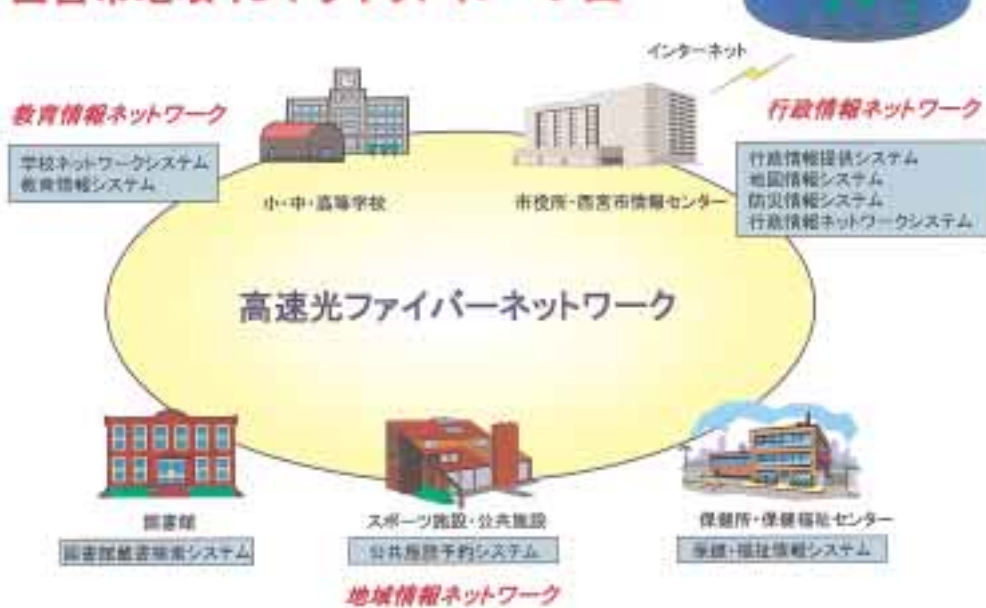 インターネット
教育情報ネットワーク
行政情報ネットワーク
学校ネットワークシステム
教育情報システム
行政情報提供システム
地図情報システム
防災情報システム
行政情報ネットワークシステム
小・中・高等学校
市役所・西宮市情報センター
高速光ファイバーネットワーク
図書館
スポーツ施設・公共施設
保健所・保健福祉センター
図書館蔵書検索システム
公共施設予約システム
保健・福祉情報システム
地域情報ネットワーク